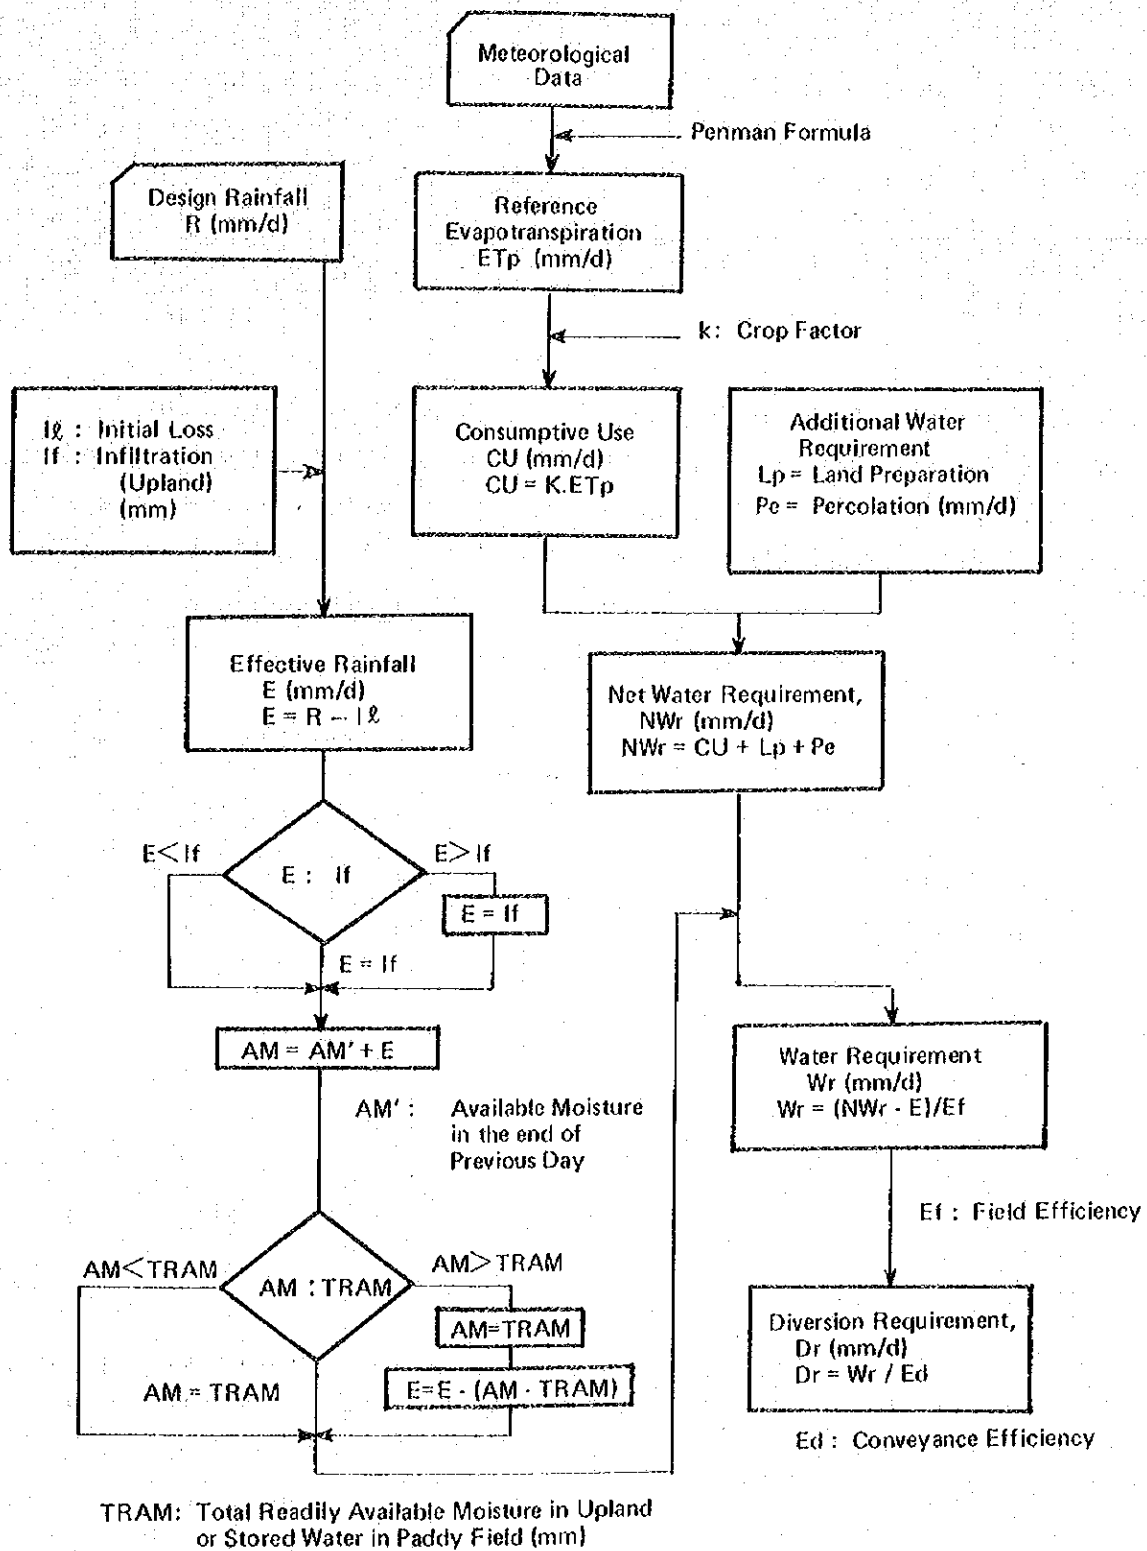 Meteorological
Data
Penman Formula
Design Rainfall
R (mm/d)
Reference
Evapotranspiration
ETp (mm/d)
k: Crop Factor
Iℓ : Initial Loss
If : Infiltration
(Upland)
(mm)
Consumptive Use
CU (mm/d)
CU = K.ETp
Additional Water
Requirement
Lp = Land Preparation
Pe = Percolation (mm/d)
Effective Rainfall
E (mm/d)
E = R - Iℓ
Net Water Requirement,
NWr (mm/d)
NWr = CU + Lp + Pe
E<If
E : If
E>If
E = If
E = If
AM = AM' + E
AM' : Available Moisture
in the end of
Previous Day
Water Requirement
Wr (mm/d)
Wr = (NWr - E)/Ef
Ef : Field Efficiency
AM<TRAM
AM : TRAM
AM>TRAM
AM=TRAM
E=E - (AM - TRAM)
AM = TRAM
Diversion Requirement,
Dr (mm/d)
Dr = Wr / Ed
Ed : Conveyance Efficiency
TRAM: Total Readily Available Moisture in Upland
or Stored Water in Paddy Field (mm)